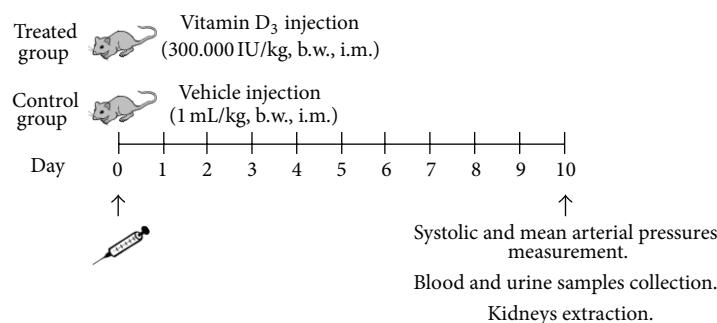 Treated group
Vitamin D₃ injection
(300.000 IU/kg, b.w., i.m.)
Control group
Vehicle injection
(1 mL/kg, b.w., i.m.)
Day 0 1 2 3 4 5 6 7 8 9 10
Systolic and mean arterial pressures
measurement.
Blood and urine samples collection.
Kidneys extraction.